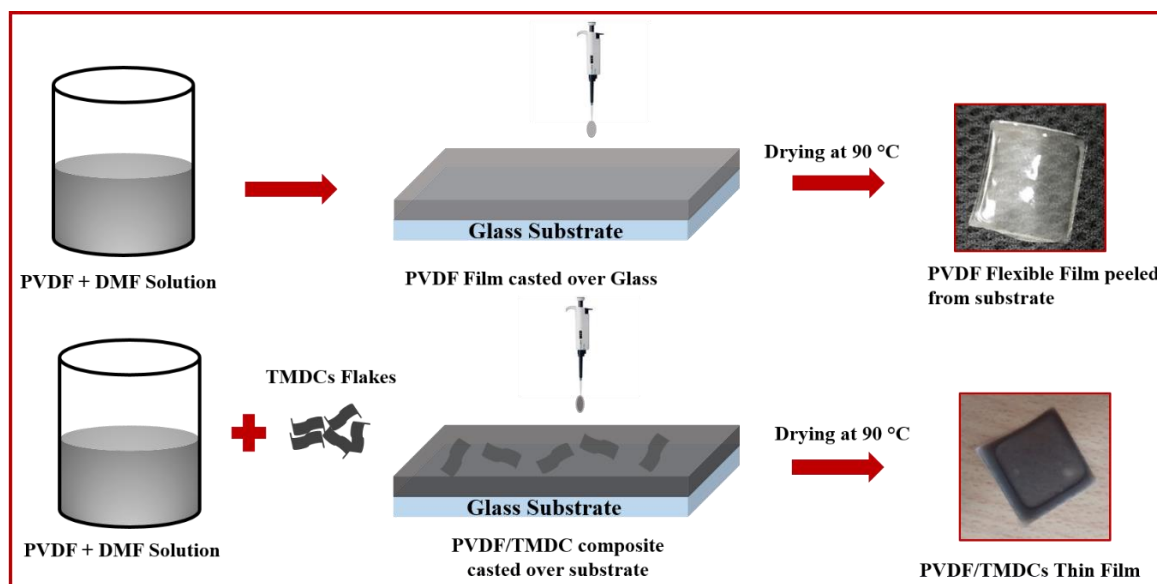 PVDF + DMF Solution
Glass Substrate
PVDF Film casted over Glass
Drying at 90 °C
PVDF Flexible Film peeled
from substrate
PVDF + DMF Solution
TMDCs Flakes
Glass Substrate
PVDF/TMDC composite
casted over substrate
Drying at 90 °C
PVDF/TMDCs Thin Film